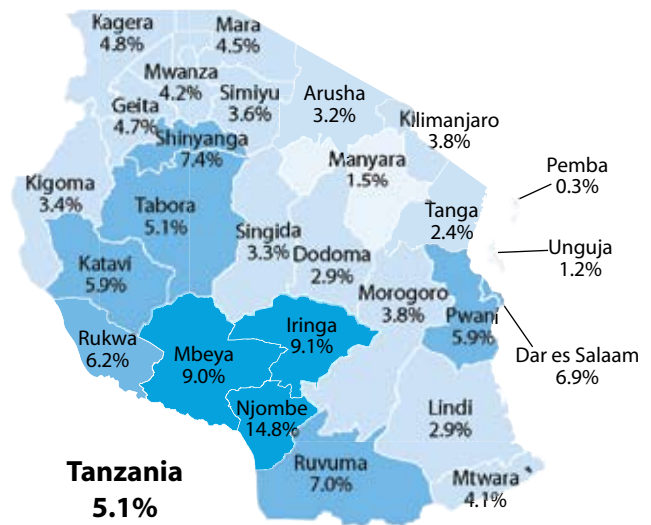 Kagera
4.8%
Mara
4.5%
Mwanza
4.2%
Simiyu
3.6%
Arusha
3.2%
Geita
4.7%
Kilimanjaro
3.8%
Shinyanga
7.4%
Manyara
1.5%
Pemba
0.3%
Kigoma
3.4%
Tabora
5.1%
Tanga
2.4%
Singida
3.3%
Dodoma
2.9%
Unguja
1.2%
Katavi
5.9%
Morogoro
3.8%
Pwani
5.9%
Iringa
9.1%
Rukwa
6.2%
Mbeya
9.0%
Dar es Salaam
6.9%
Njombe
14.8%
Lindi
2.9%
Ruvuma
7.0%
Mtwara
4.1%
Tanzania
5.1%